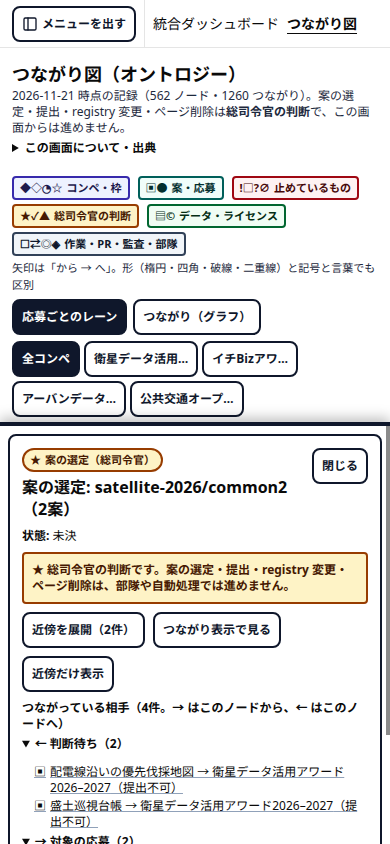 メニューを出す
統合ダッシュボード つながり図
つながり図（オントロジー）
2026-11-21 時点の記録（562 ノード・1260 つながり）。案の選
定・提出・registry 変更・ページ削除は総司令官の判断で、この画
面からは進めません。
▶ この画面について・出典
◆◇◔☆ コンペ・枠
▣● 案・応募
!□?⊘ 止めているもの
★✓▲ 総司令官の判断
▤© データ・ライセンス
☐⇄◎◈ 作業・PR・監査・部隊
矢印は「から → へ」。形（楕円・四角・破線・二重線）と記号と言葉でも
区別
応募ごとのレーン
つながり（グラフ）
全コンペ
衛星データ活用...
イチBizアワ...
アーバンデータ...
公共交通オープ...
★ 案の選定（総司令官）
閉じる
案の選定: satellite-2026/common2
（2案）
状態: 未決
★ 総司令官の判断です。案の選定・提出・registry 変更・
ページ削除は、部隊や自動処理では進めません。
近傍を展開（2件）
つながり表示で見る
近傍だけ表示
つながっている相手（4件。→ はこのノードから、← はこのノ
ードへ）
▼ ← 判断待ち（2）
▣ 配電線沿いの優先伐採地図 → 衛星データ活用アワード
2026–2027（提出不可）
▣ 盛土巡視台帳 → 衛星データ活用アワード2026–2027（提
出不可）
▼ → 対象の応募（2）